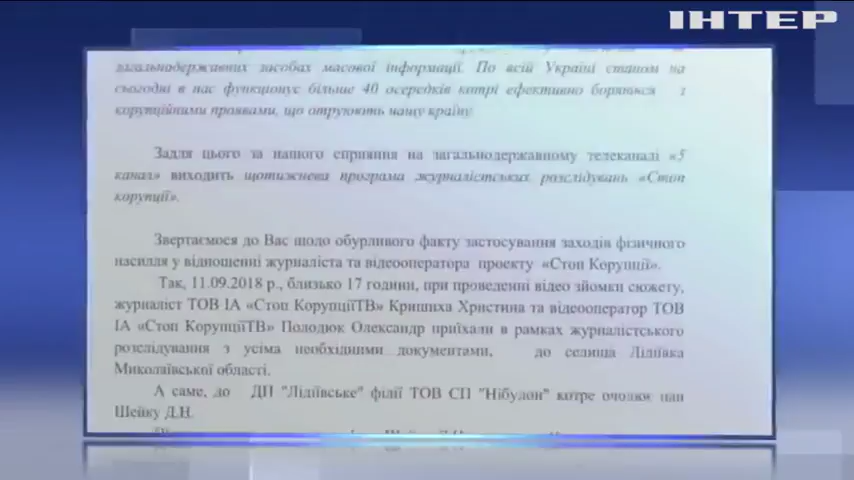 ІНТЕР
загальнодержавних засобах масової інформації. По всій Україні станом на
сьогодні в нас функціонує більше 40 осередків котрі ефективно борються з
корупційними проявами, що отруюють нашу країну.
Задля цього за нашого сприяння на загальнодержавному телеканалі «5
канал» виходить щотижнева програма журналістських розслідувань «Стоп
корупції».
Звертаємося до Вас щодо обурливого факту застосування заходів фізичного
насилля у відношенні журналіста та відеооператора проекту «Стоп Корупції».
Так, 11.09.2018 р., близько 17 години, при проведенні відео зйомки сюжету,
журналіст ТОВ ІА «Стоп КорупціїТВ» Кришиха Христина та відеооператор ТОВ
ІА «Стоп КорупціїТВ» Полодюк Олександр приїхали в рамках журналістського
розслідування з усіма необхідними документами, до селища Лідіївка
Миколаївської області.
А саме, до ДП "Лідіївське" філії ТОВ СП "Нібулон" котре очолює пан
Шейку Д.Н.